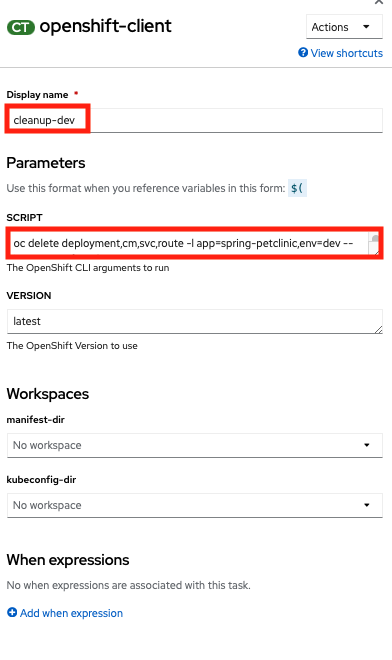 CT openshift-client
Actions
View shortcuts
Display name *
cleanup-dev
Parameters
Use this format when you reference variables in this form: $(
SCRIPT
oc delete deployment,cm,svc,route -l app=spring-petclinic,env=dev --
The OpenShift CLI arguments to run
VERSION
latest
The OpenShift Version to use
Workspaces
manifest-dir
No workspace
kubeconfig-dir
No workspace
When expressions
No when expressions are associated with this task.
Add when expression